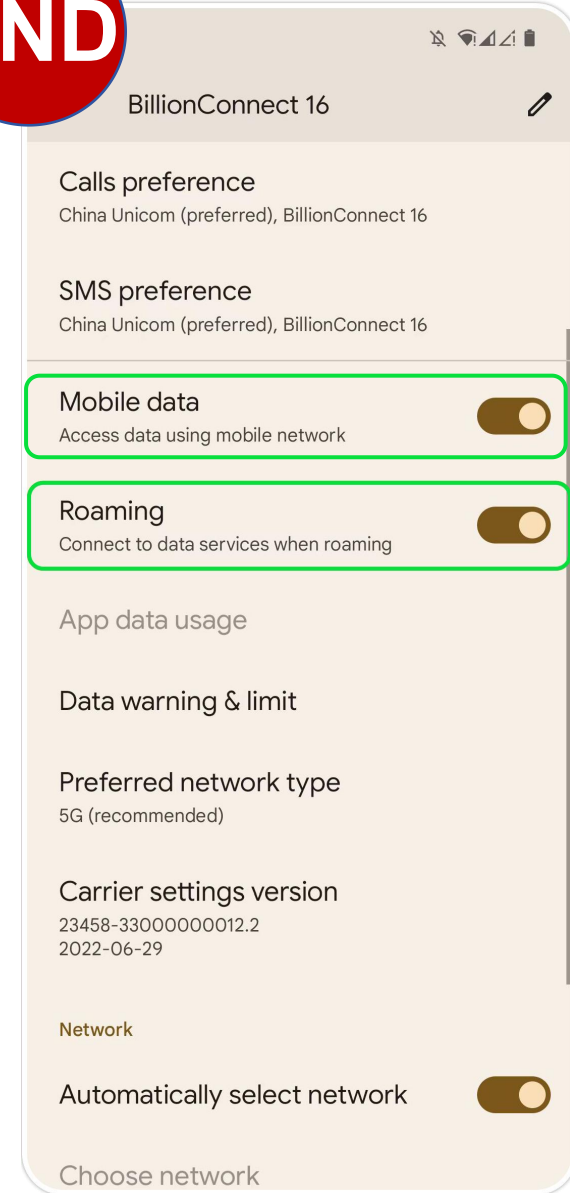 ND
BillionConnect 16
Calls preference
China Unicom (preferred), BillionConnect 16
SMS preference
China Unicom (preferred), BillionConnect 16
Mobile data
Access data using mobile network
Roaming
Connect to data services when roaming
App data usage
Data warning & limit
Preferred network type
5G (recommended)
Carrier settings version
23458-33000000012.2
2022-06-29
Network
Automatically select network
Choose network